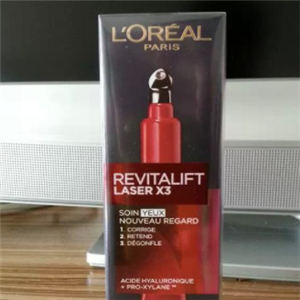 L'ORÉAL
PARIS
REVITALIFT
LASER X3
SOIN YEUX
NOUVEAU REGARD
1. CORRIGE
2. RETEND
3. DÉGONFLE
ACIDE HYALURONIQUE
+ PRO-XYLANE™